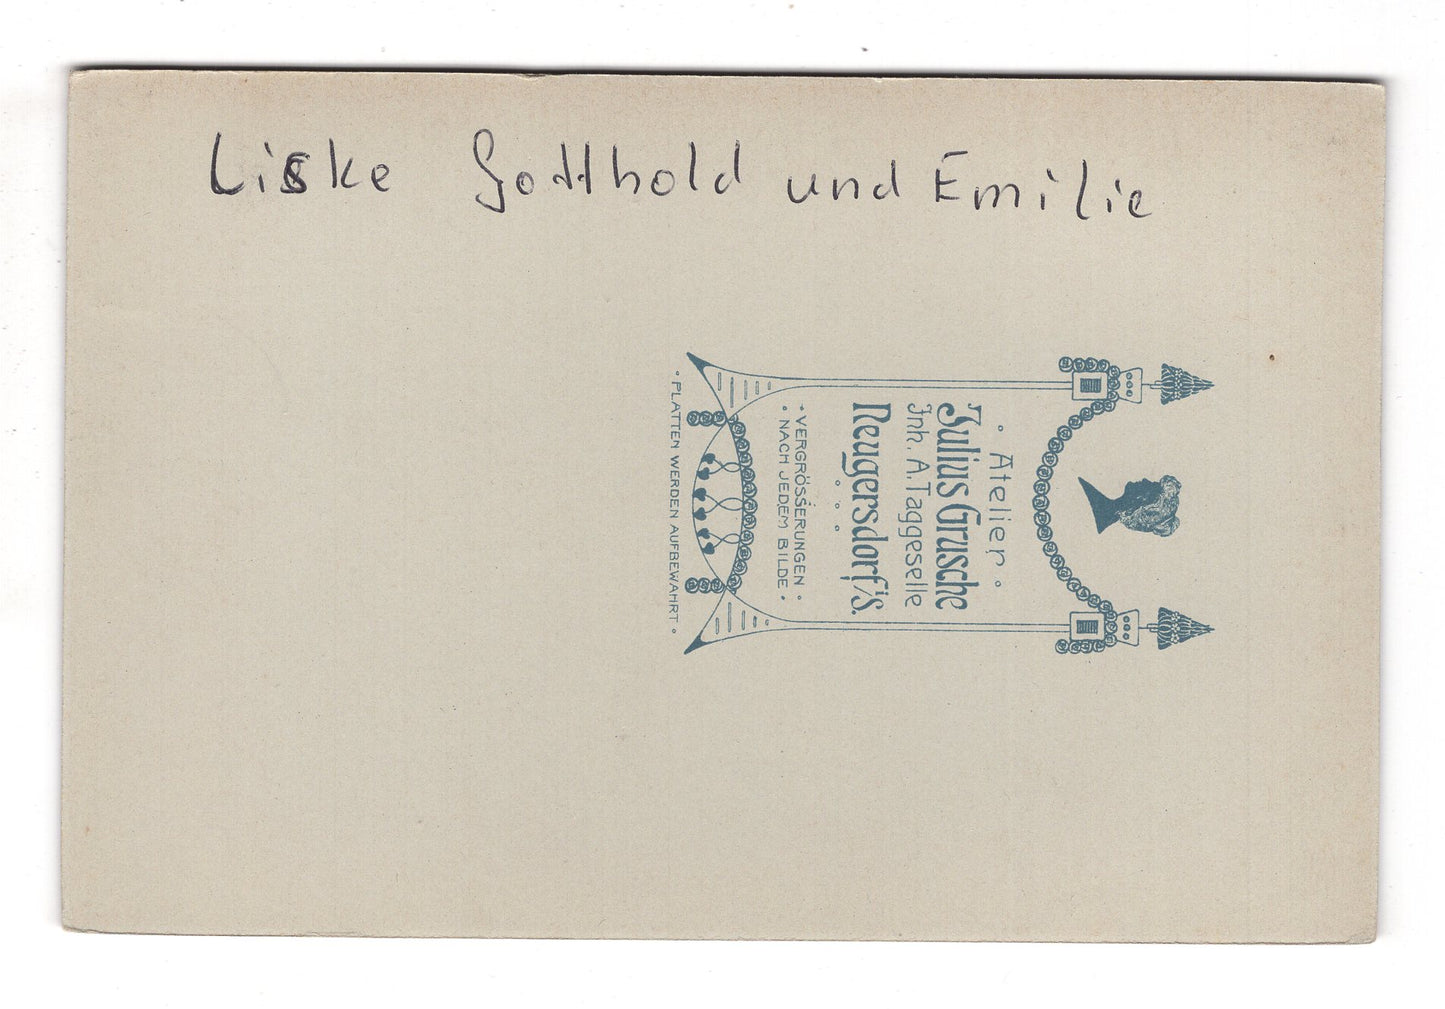 Liske Gotthold und Emilie
◦ Atelier ◦
Julius Grusche
Inh. A. Taggeselle
Neugersdorf i/S.
◦ ◦ ◦
◦ VERGRÖSSERUNGEN ◦
◦ NACH JEDEM BILDE ◦
◦ PLATTEN WERDEN AUFBEWAHRT ◦